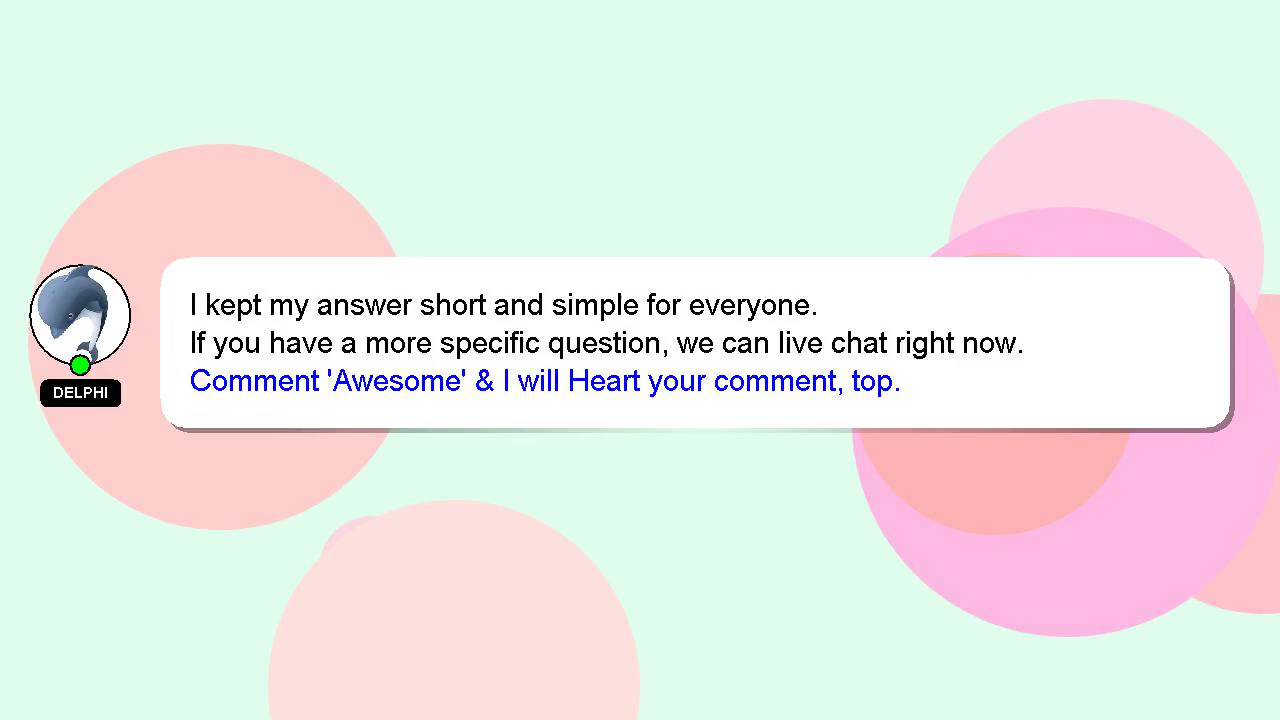 I kept my answer short and simple for everyone.
If you have a more specific question, we can live chat right now.
Comment 'Awesome' & I will Heart your comment, top.
DELPHI